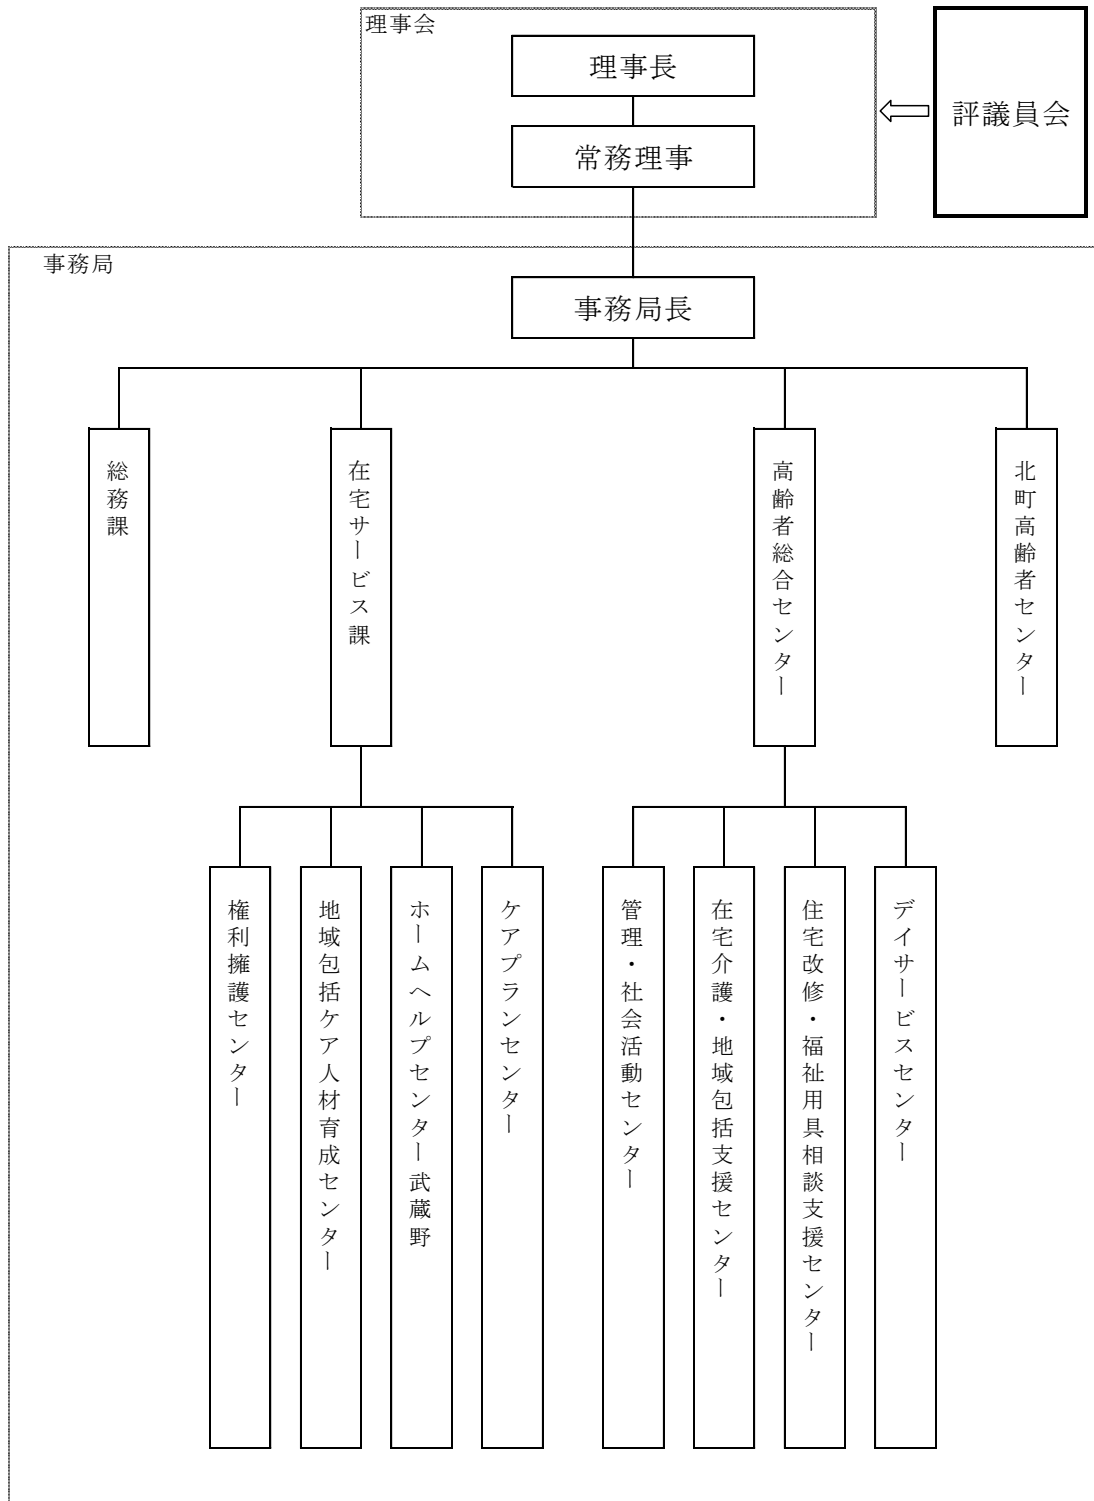 理事会
理事長
常務理事
評議員会
事務局
事務局長
総務課
在宅サービス課
高齢者総合センター
北町高齢者センター
権利擁護センター
地域包括ケア人材育成センター
ホームヘルプセンター武蔵野
ケアプランセンター
管理・社会活動センター
在宅介護・地域包括支援センター
住宅改修・福祉用具相談支援センター
デイサービスセンター